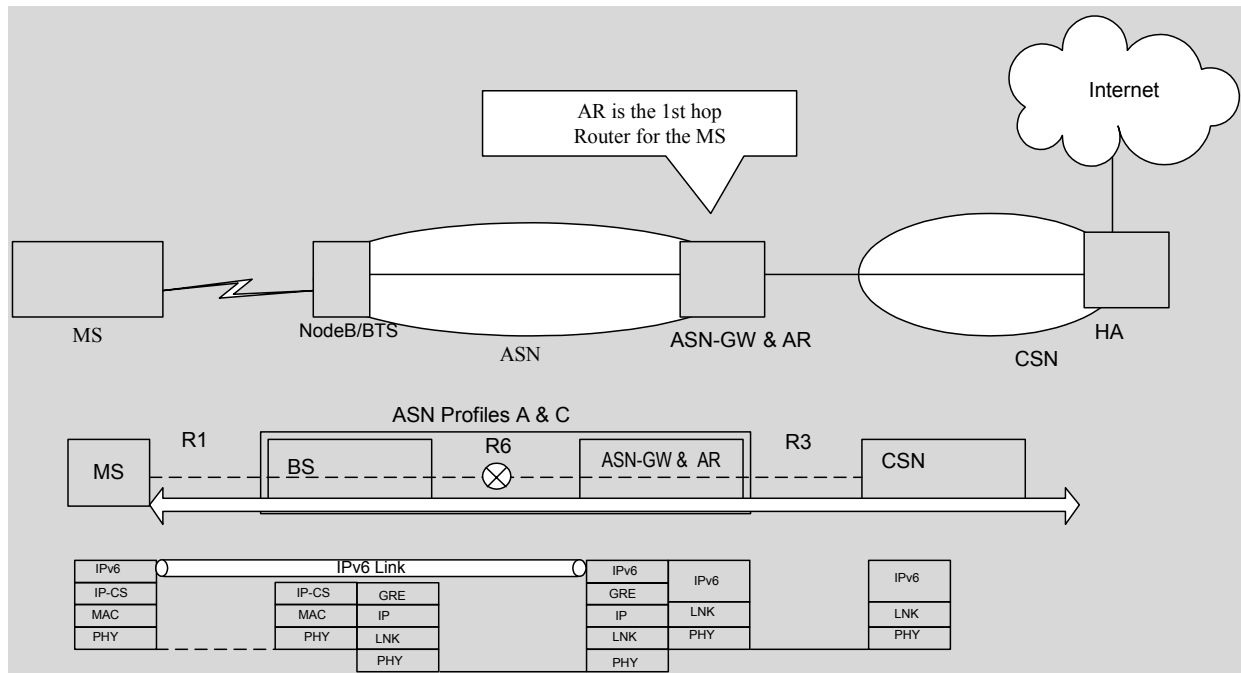 Internet
AR is the 1st hop
Router for the MS
MS
NodeB/BTS
ASN
ASN-GW & AR
CSN
HA
ASN Profiles A & C
R1
R6
R3
MS
BS
ASN-GW & AR
CSN
IPv6
IP-CS
MAC
PHY
IPv6 Link
IP-CS
MAC
PHY
GRE
IP
LNK
PHY
IPv6
GRE
IP
LNK
PHY
IPv6
LNK
PHY
IPv6
LNK
PHY